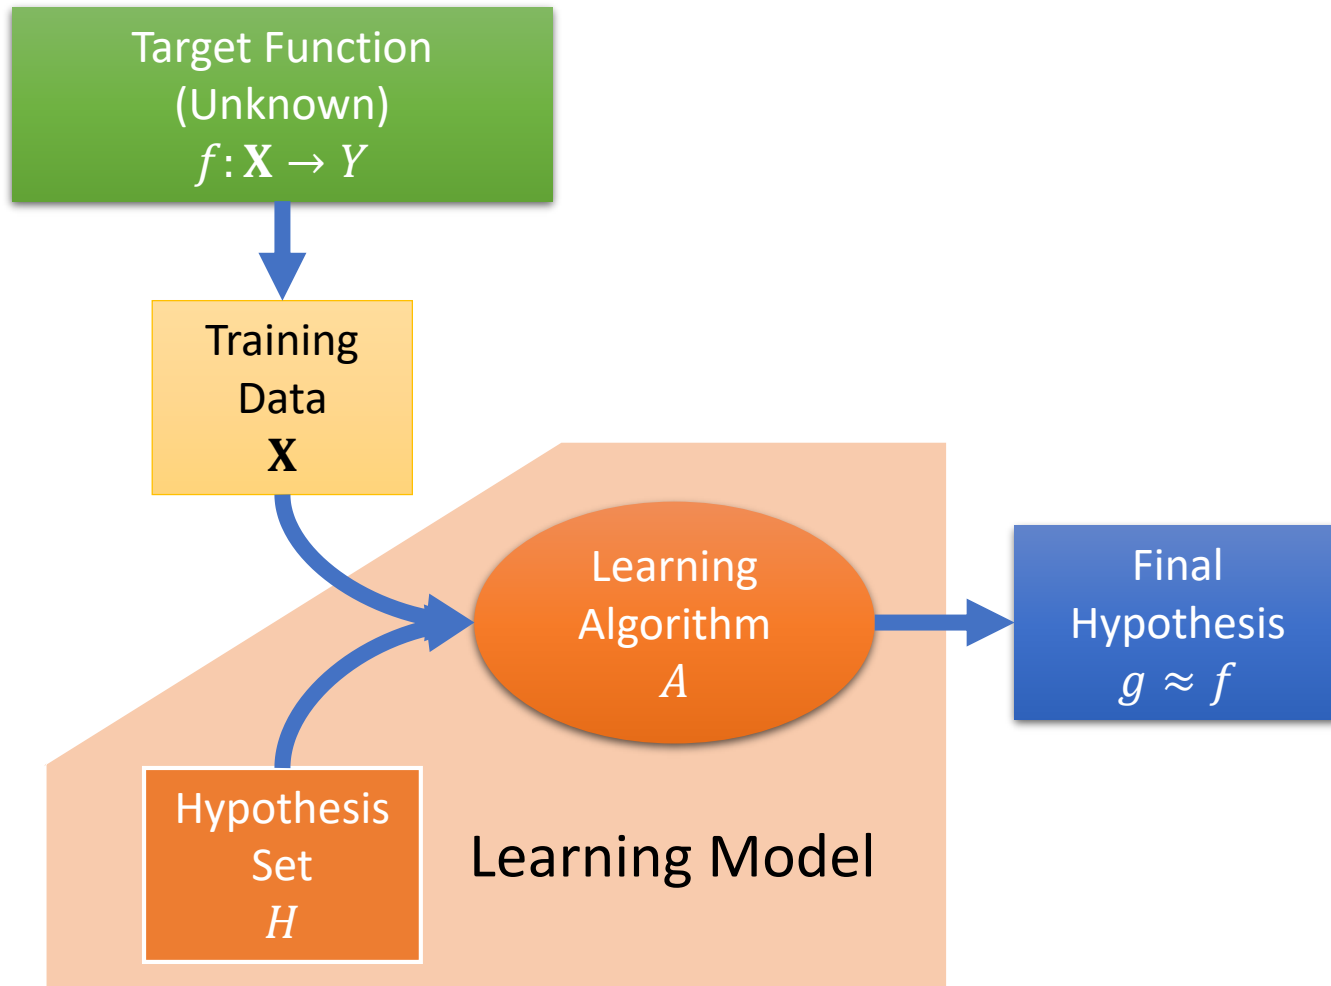 Target Function
(Unknown)
f: X → Y
Training
Data
X
Learning
Algorithm
A
Final
Hypothesis
g ≈ f
Hypothesis
Set
H
Learning Model